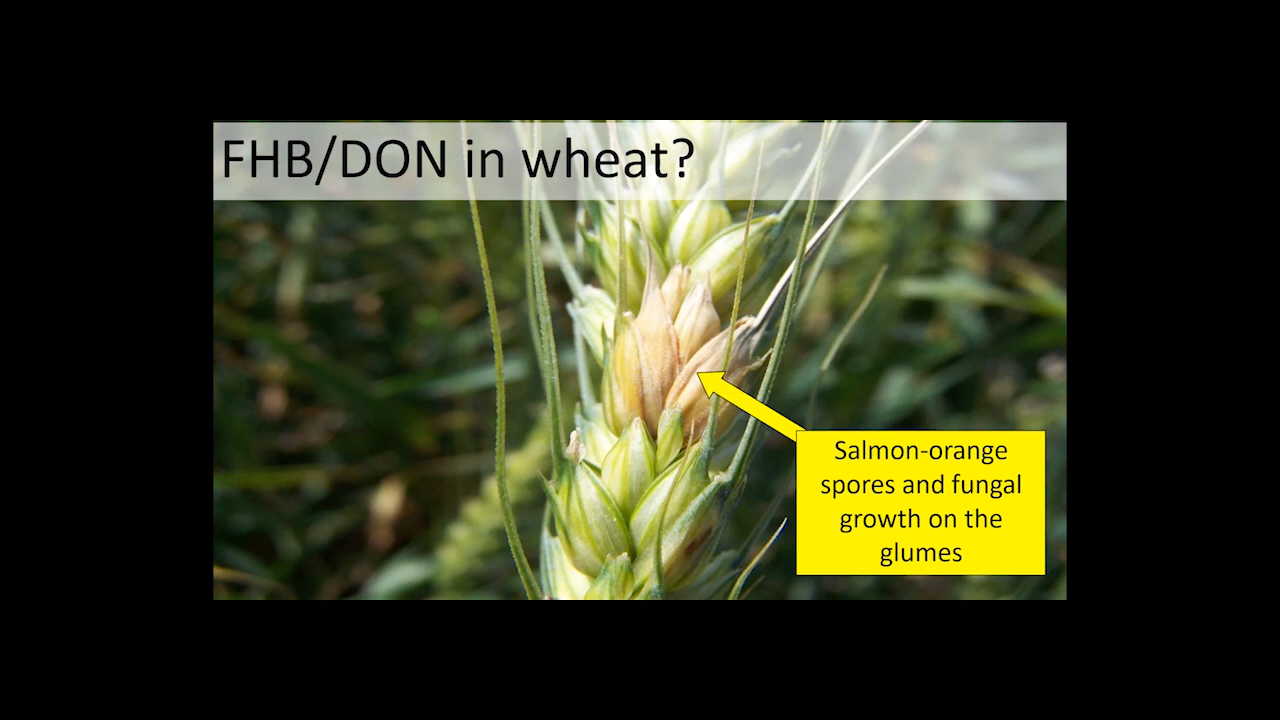 FHB/DON in wheat?
Salmon-orange
spores and fungal
growth on the
glumes